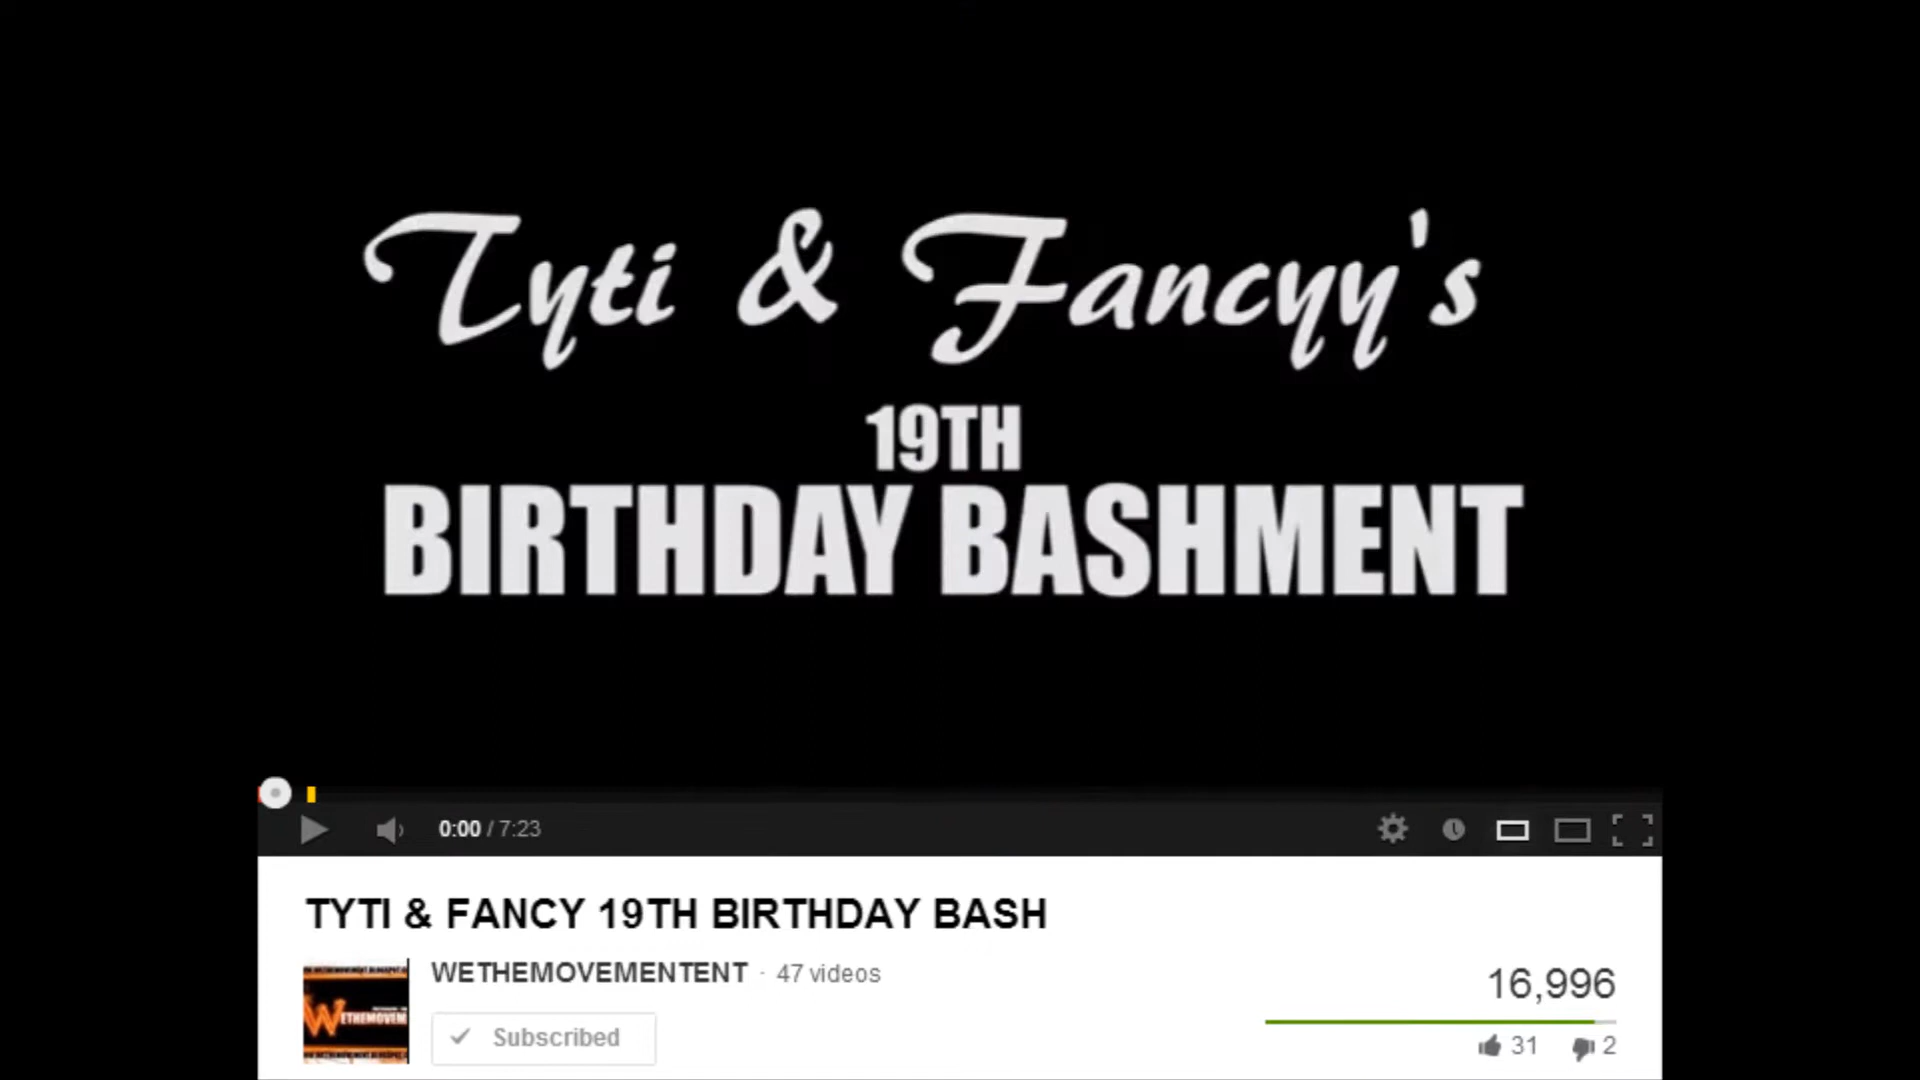 Tyti & Fancyy's
19TH
BIRTHDAY BASHMENT
0:00 / 7:23
TYTI & FANCY 19TH BIRTHDAY BASH
WETHEMOVEMENTENT · 47 videos
16,996
Subscribed
31 2